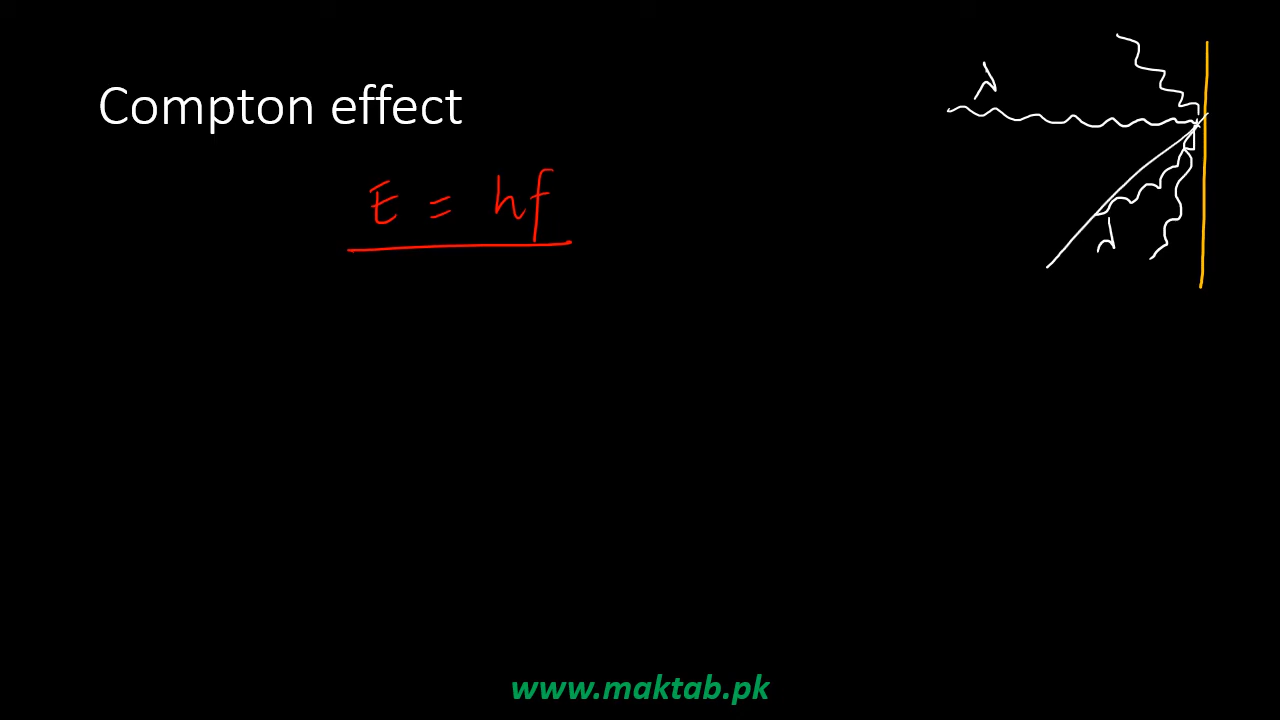 Compton effect
λ
E = hf
λ
www.maktab.pk